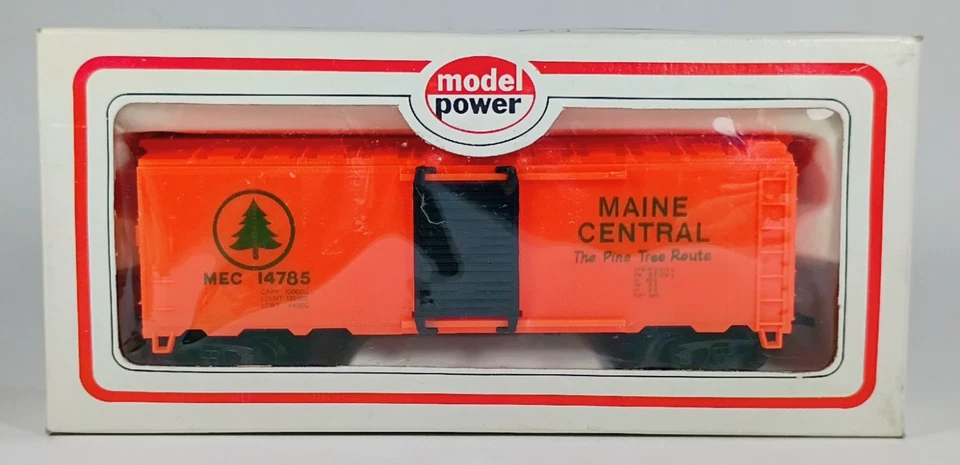 model
power
MEC 14785
MAINE
CENTRAL
The Pine Tree Route